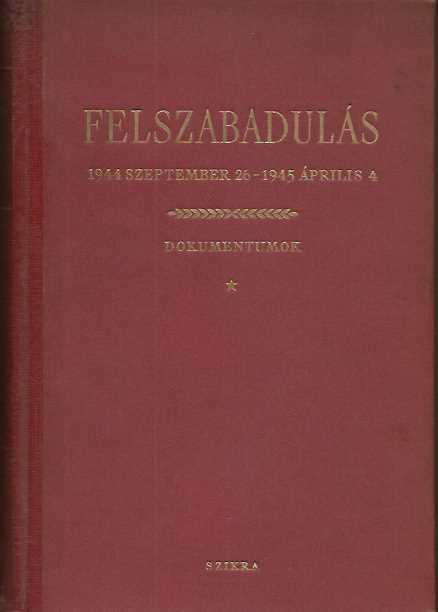 FELSZABADULÁS
1944 SZEPTEMBER 26 - 1945 ÁPRILIS 4
DOKUMENTUMOK
SZIKRA